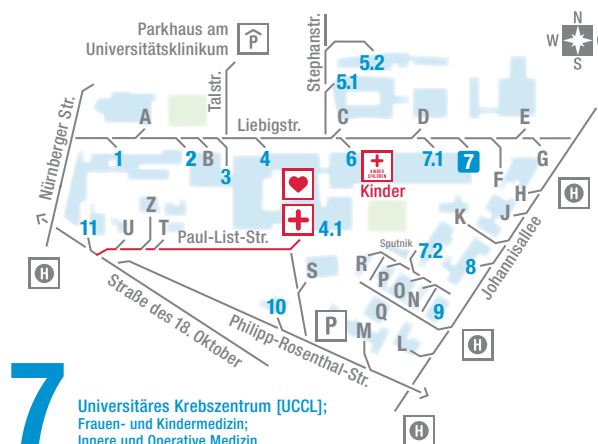 N
W
S
Parkhaus am
Universitätsklinikum
P
Stephanstr.
5.2
5.1
Talstr.
Nürnberger Str.
A
Liebigstr.
C
D
E
1
2
B
3
4
6
KINDER
CHILDREN
Kinder
7.1
7
F
G
H
H
J
K
11
U
Z
T
Paul-List-Str.
4.1
Sputnik
7.2
8
Johannisallee
H
Straße des 18. Oktober
S
R
P
O
N
9
10
P
Q
M
L
H
Philipp-Rosenthal-Str.
H
7
Universitäres Krebszentrum [UCCL];
Frauen- und Kindermedizin;
Innere und Operative Medizin